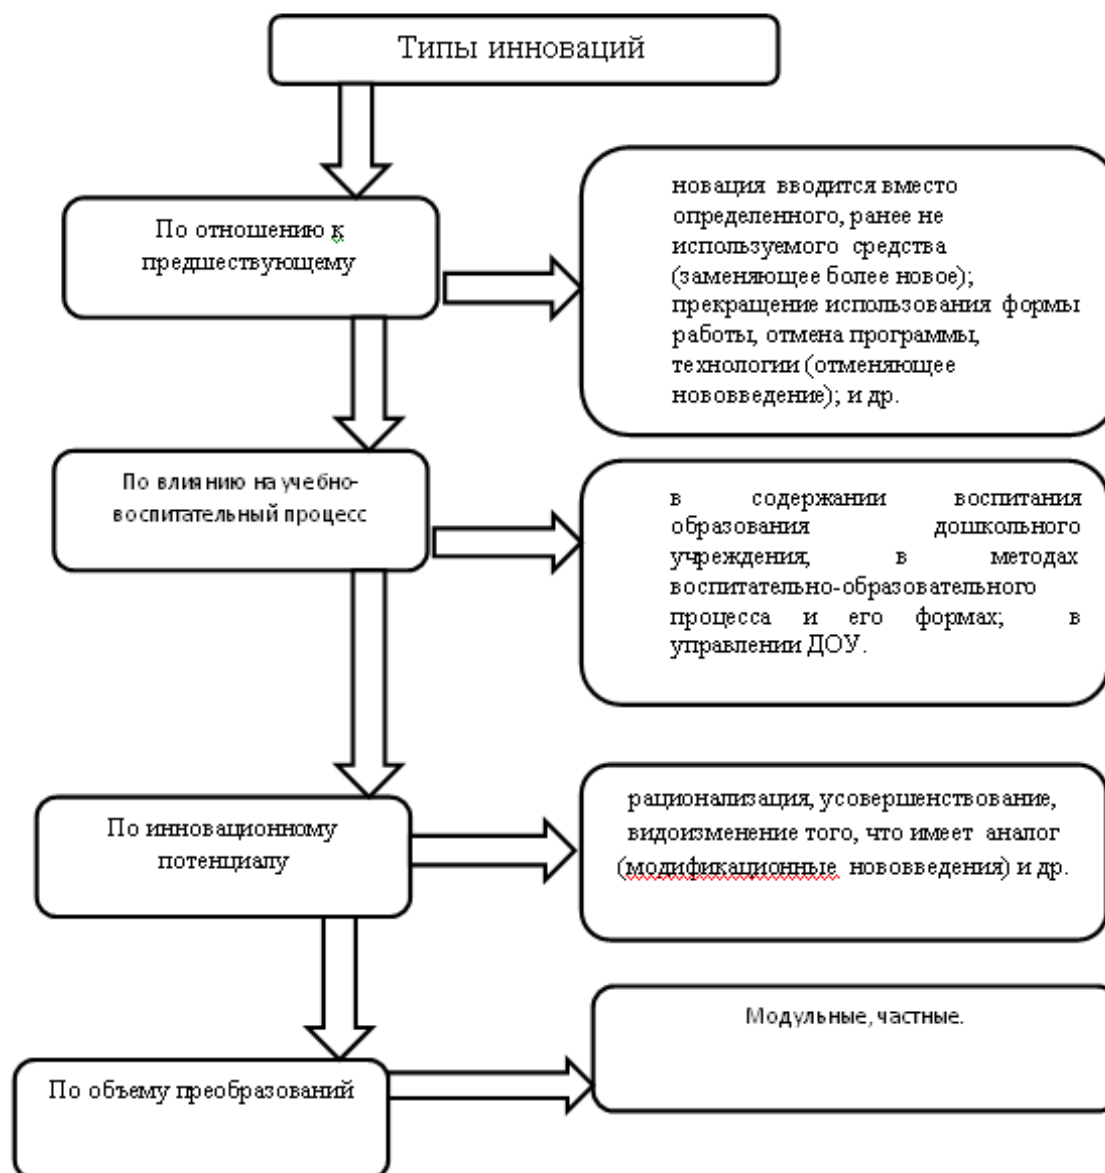 Типы инноваций
По отношению к
предшествующему
новация вводится вместо
определенного, ранее не
используемого средства
(заменяющее более новое);
прекращение использования формы
работы, отмена программы,
технологии (отменяющее
нововведение); и др.
По влиянию на учебно-
воспитательный процесс
в содержании воспитания
образования дошкольного
учреждения, в методах
воспитательно-образовательного
процесса и его формах; в
управлении ДОУ.
По инновационному
потенциалу
рационализация, усовершенствование,
видоизменение того, что имеет аналог
(модификационные нововведения) и др.
По объему преобразований
Модульные, частные.